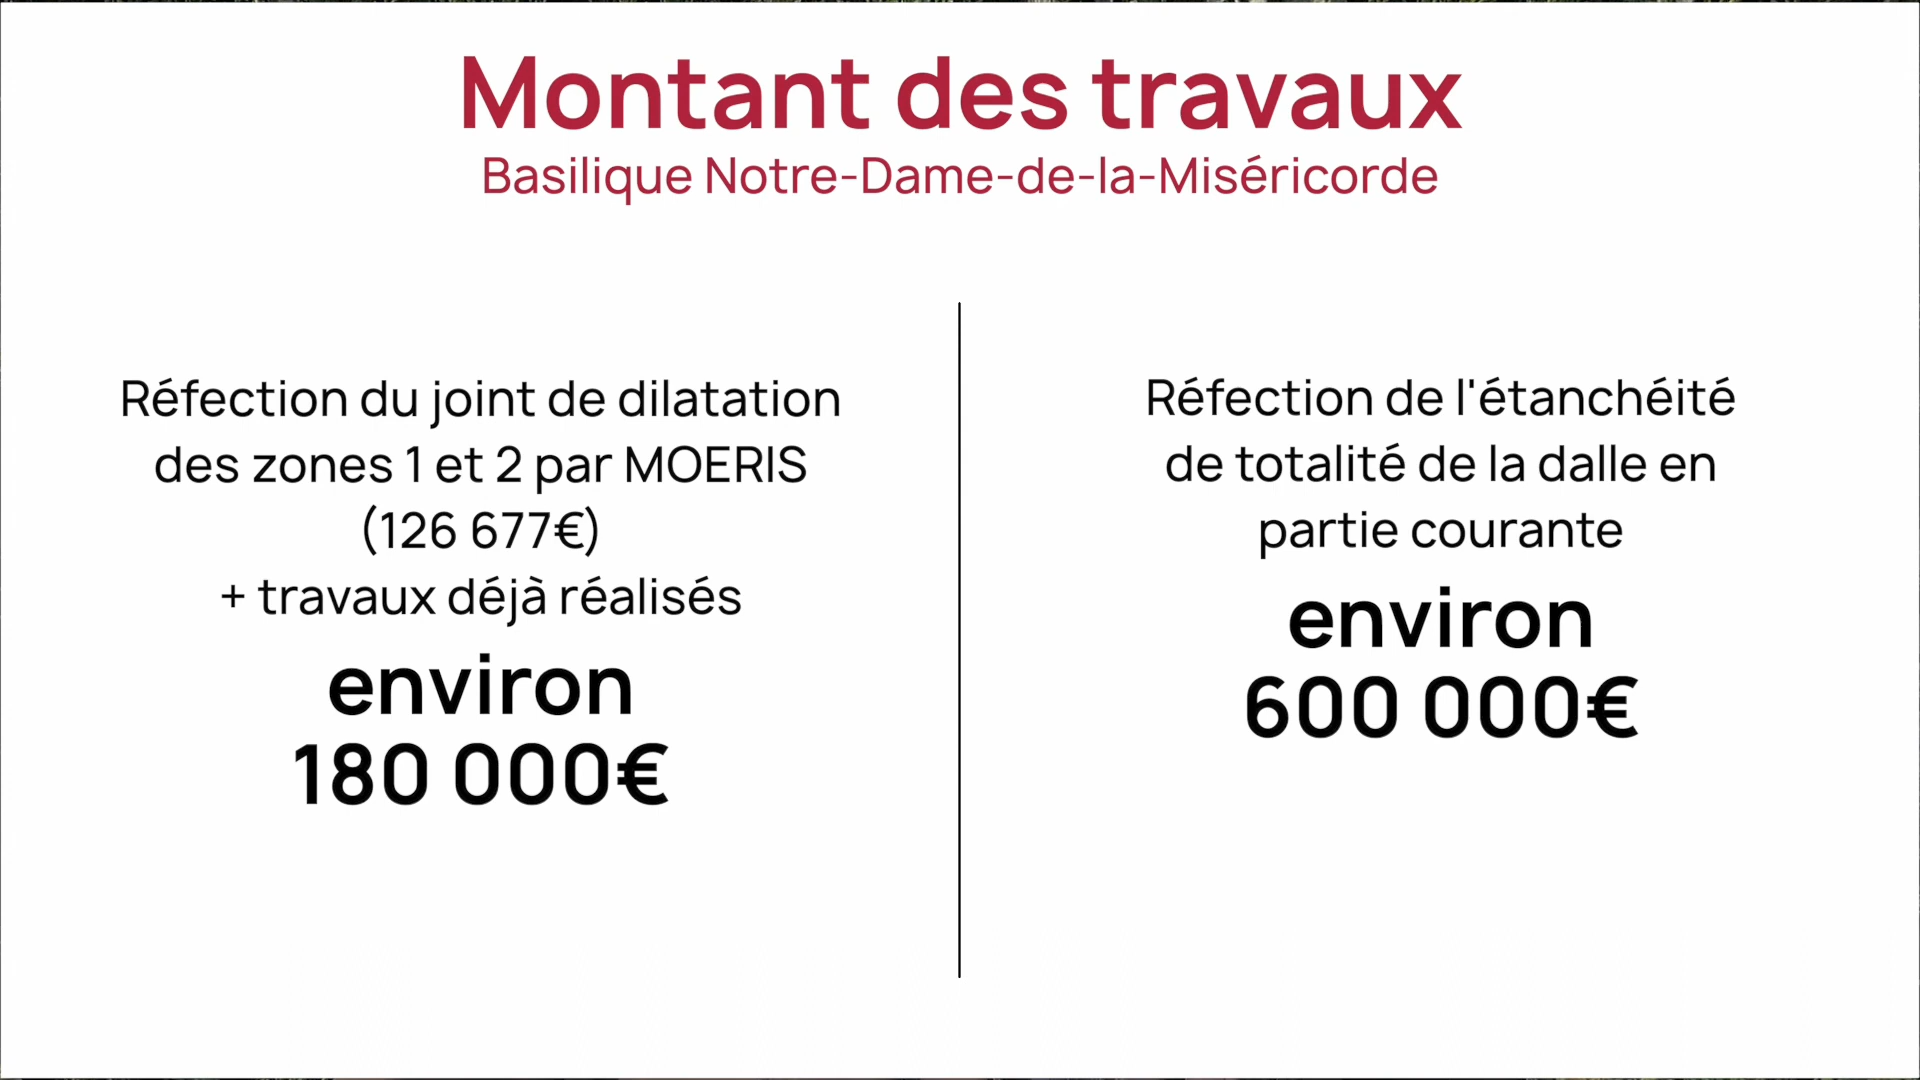 Montant des travaux
Basilique Notre-Dame-de-la-Miséricorde
Réfection du joint de dilatation
des zones 1 et 2 par MOERIS
(126 677€)
+ travaux déjà réalisés
environ
180 000€
Réfection de l'étanchéité
de totalité de la dalle en
partie courante
environ
600 000€